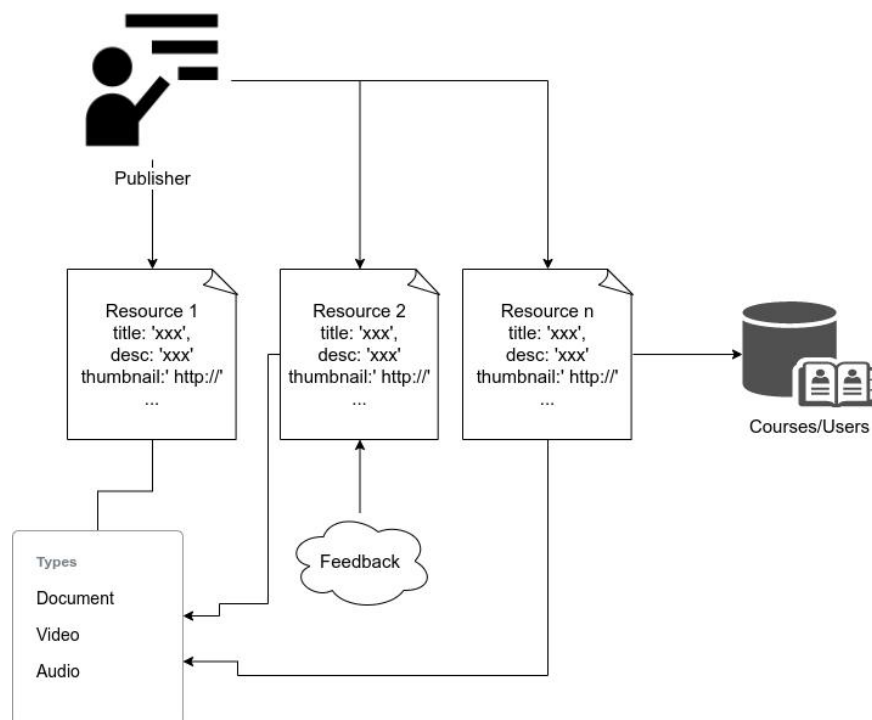 Publisher
Resource 1
title: 'xxx',
desc: 'xxx'
thumbnail:' http://'
...
Resource 2
title: 'xxx',
desc: 'xxx'
thumbnail:' http://'
...
Resource n
title: 'xxx',
desc: 'xxx'
thumbnail:' http://'
...
Courses/Users
Feedback
Types
Document
Video
Audio